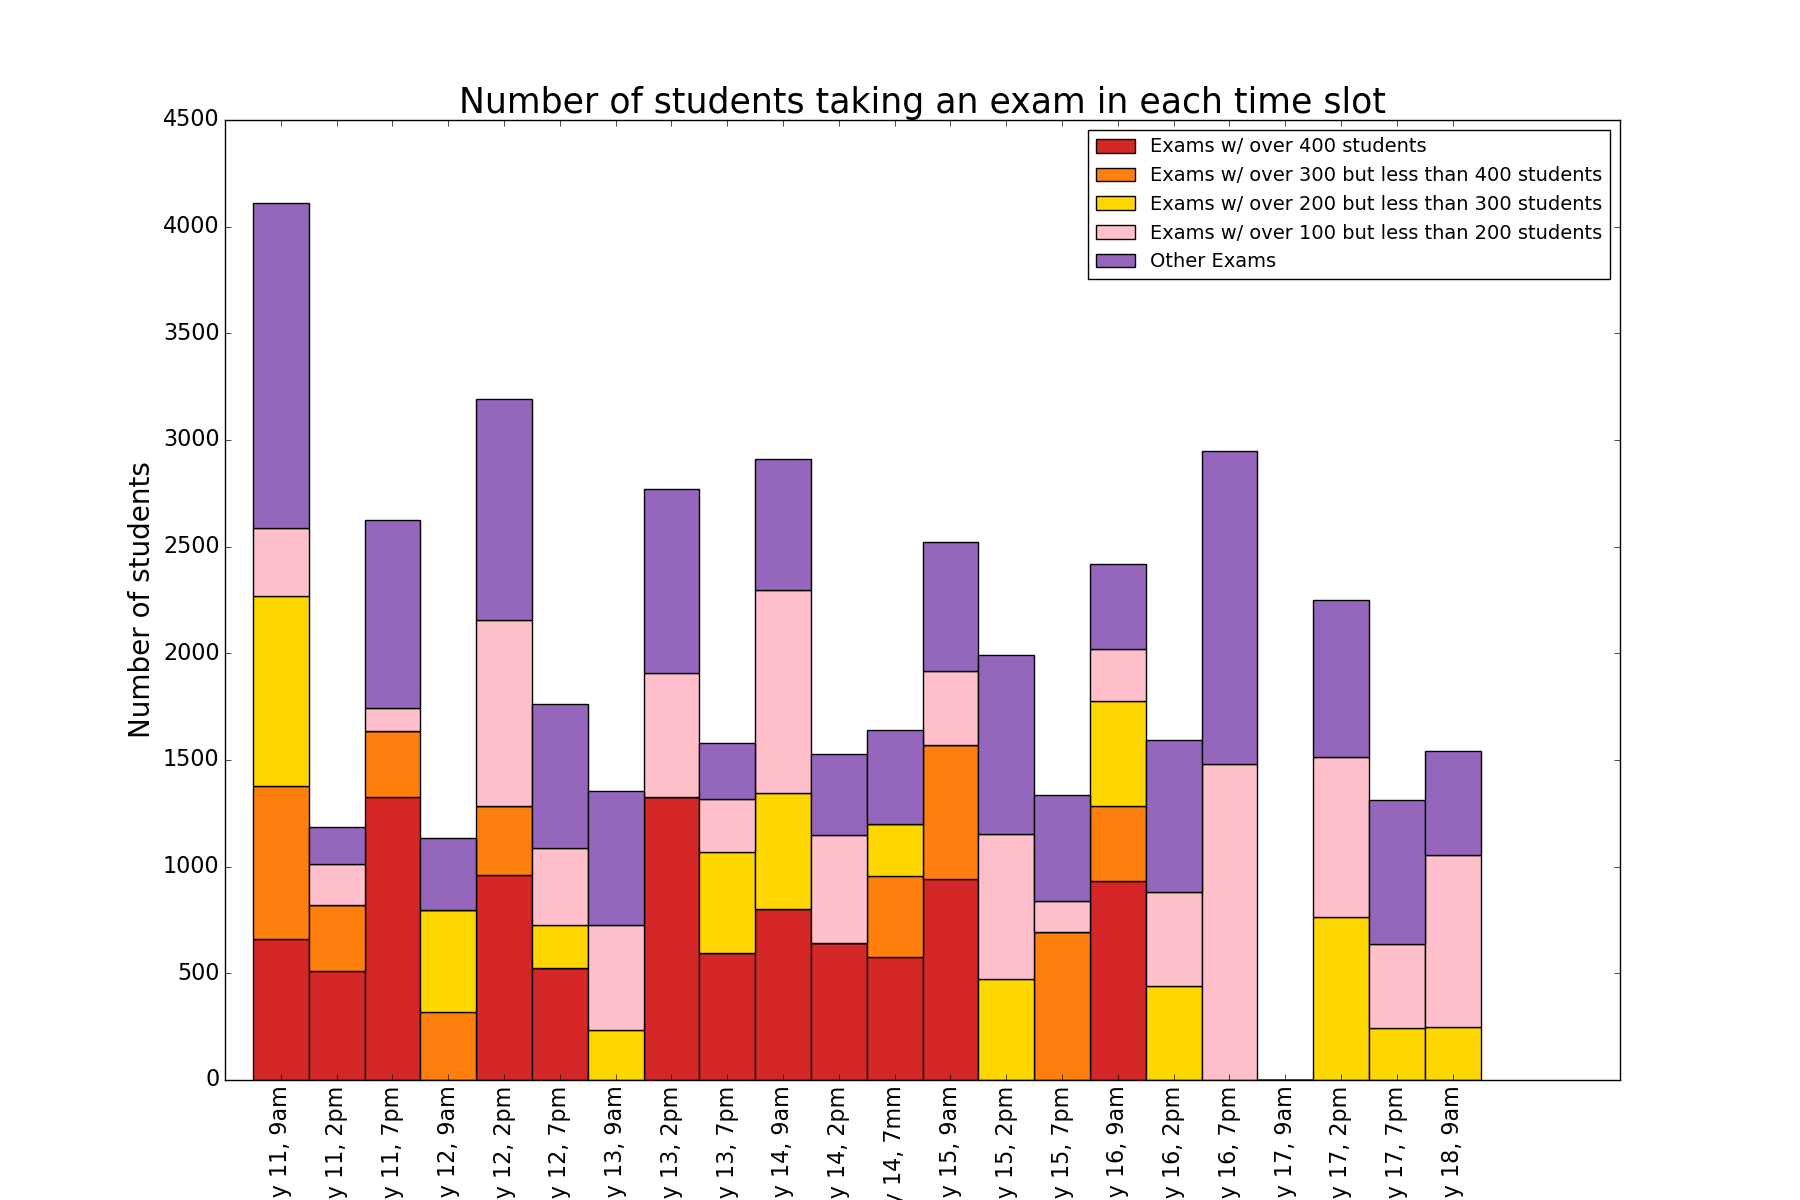 Number of students taking an exam in each time slot
Number of students
4500
4000
3500
3000
2500
2000
1500
1000
500
0
Exams w/ over 400 students
Exams w/ over 300 but less than 400 students
Exams w/ over 200 but less than 300 students
Exams w/ over 100 but less than 200 students
Other Exams
y 11, 9am
y 11, 2pm
y 11, 7pm
y 12, 9am
y 12, 2pm
y 12, 7pm
y 13, 9am
y 13, 2pm
y 13, 7pm
y 14, 9am
y 14, 2pm
y 14, 7mm
y 15, 9am
y 15, 2pm
y 15, 7pm
y 16, 9am
y 16, 2pm
y 16, 7pm
y 17, 9am
y 17, 2pm
y 17, 7pm
y 18, 9am